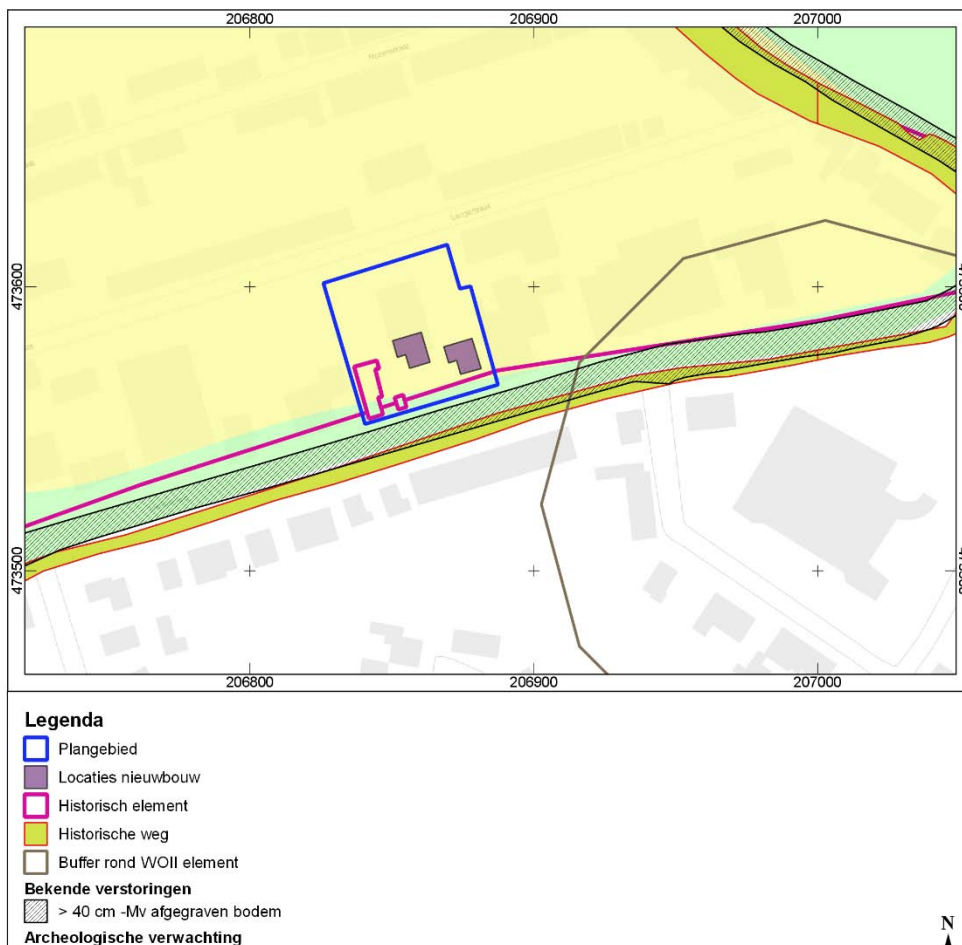 206800 206900 207000
473600
473500
206800 206900 207000
Legenda
Plangebied
Locaties nieuwbouw
Historisch element
Historische weg
Buffer rond WOII element
Bekende verstoringen
> 40 cm -Mv afgegraven bodem
Archeologische verwachting
N